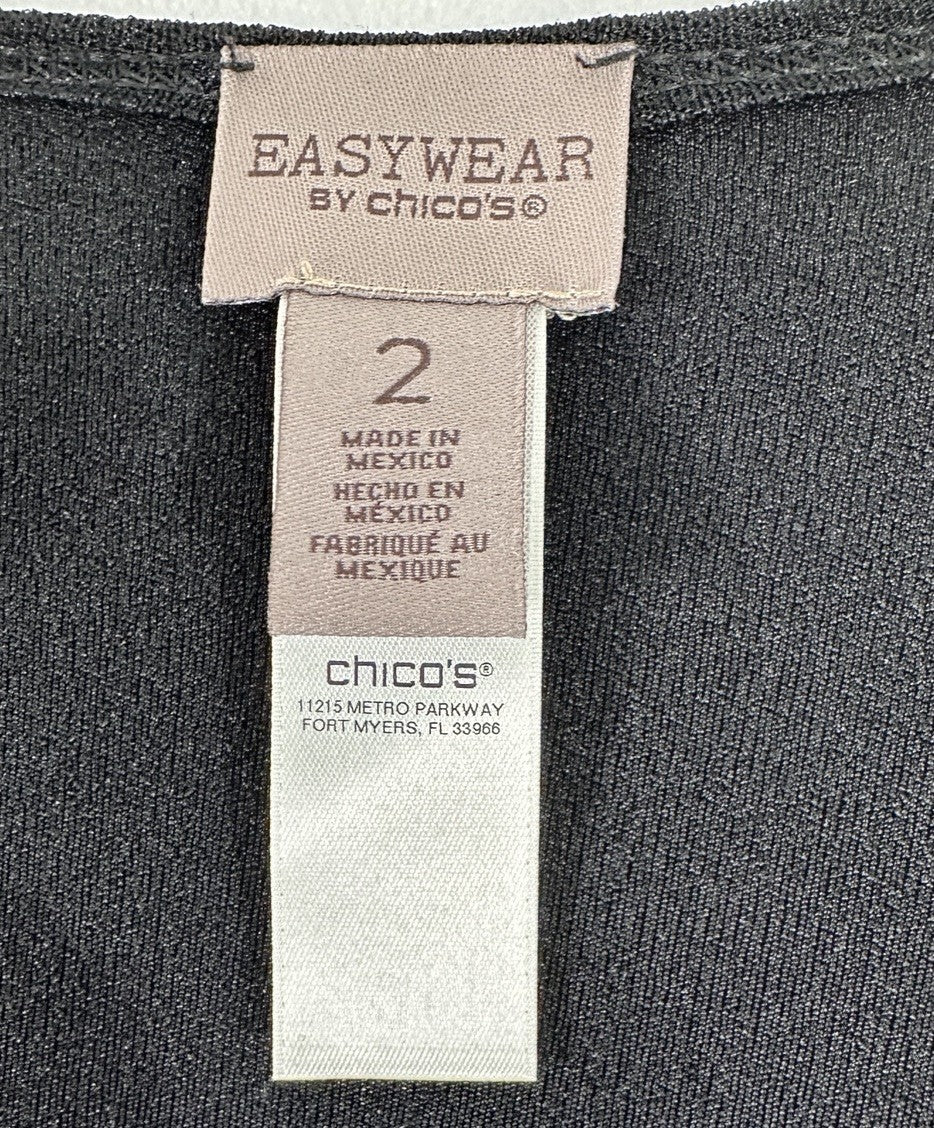 EASYWEAR
BY chico's®
2
MADE IN
MEXICO
HECHO EN
MÉXICO
FABRIQUÉ AU
MEXIQUE
chico's®
11215 METRO PARKWAY
FORT MYERS, FL 33966